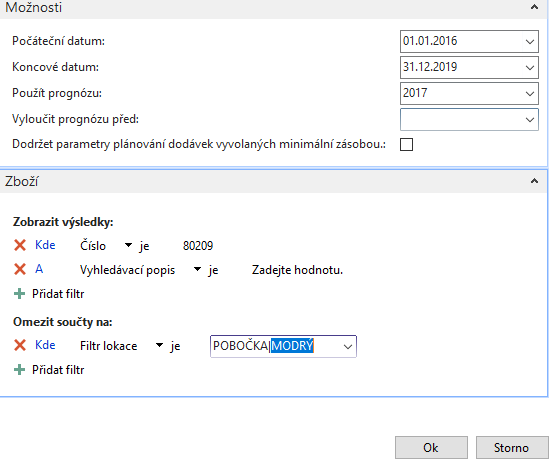 Možnosti
Počáteční datum: 01.01.2016
Koncové datum: 31.12.2019
Použít prognózu: 2017
Vyloučit prognózu před:
Dodržet parametry plánování dodávek vyvolaných minimální zásobou.:
Zboží
Zobrazit výsledky:
Kde Číslo je 80209
A Vyhledávací popis je Zadejte hodnotu.
Přidat filtr
Omezit součty na:
Kde Filtr lokace je POBOČKA|MODRÝ
Přidat filtr
Ok Storno